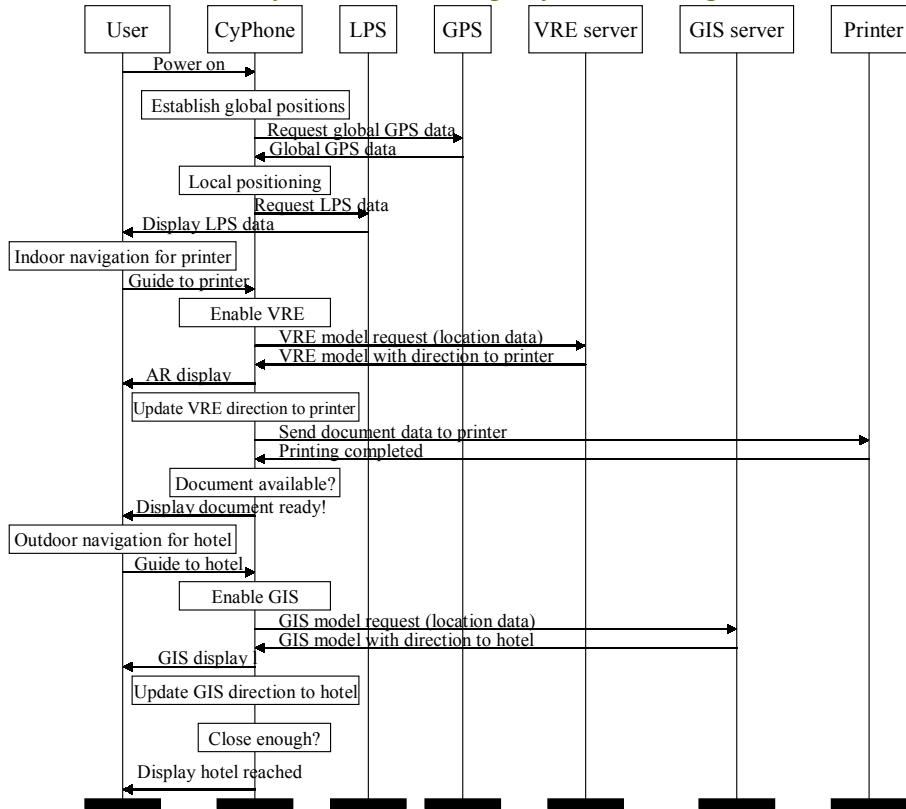 User
CyPhone
LPS
GPS
VRE server
GIS server
Printer
Power on
Establish global positions
Request global GPS data
Global GPS data
Local positioning
Request LPS data
Display LPS data
Indoor navigation for printer
Guide to printer
Enable VRE
VRE model request (location data)
VRE model with direction to printer
AR display
Update VRE direction to printer
Send document data to printer
Printing completed
Document available?
Display document ready!
Outdoor navigation for hotel
Guide to hotel
Enable GIS
GIS model request (location data)
GIS model with direction to hotel
GIS display l
Update GIS direction to hotel
Close enough?
Display hotel reached